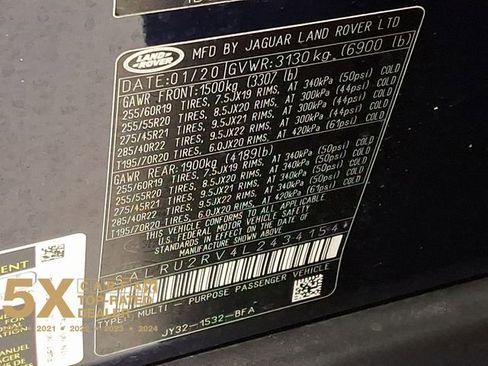 LAND
ROVER
MFD BY JAGUAR LAND ROVER LTD
DATE:01/20 GVWR:3130kg (6900 lb)
GAWR FRONT:1500kg (3307 lb)
255/60R19 TIRES, 7.5JX19 RIMS, AT 340kPa (50psi) COLD
255/55R20 TIRES, 8.5JX20 RIMS, AT 300kPa (44psi) COLD
275/45R21 TIRES, 9.5JX21 RIMS, AT 300kPa (44psi) COLD
285/40R22 TIRES, 9.5JX22 RIMS, AT 300kPa (44psi) COLD
T195/70R20 TIRES, 6.0JX20 RIMS, AT 420kPa (61psi) COLD
GAWR REAR:1900kg (4189lb)
255/60R19 TIRES, 7.5JX19 RIMS, AT 340kPa (50psi) COLD
255/55R20 TIRES, 8.5JX20 RIMS, AT 340kPa (50psi) COLD
275/45R21 TIRES, 9.5JX21 RIMS, AT 340kPa (50psi) COLD
285/40R22 TIRES, 9.5JX22 RIMS, AT 340kPa (50psi) COLD
T195/70R20 TIRES, 6.0JX20 RIMS, AT 420kPa (61psi) COLD
THIS VEHICLE CONFORMS TO ALL APPLICABLE
U.S. FEDERAL MOTOR VEHICLE SAFETY
STANDARDS IN EFFECT ON THE DATE OF
MANUFACTURE SHOWN ABOVE
*SALRU2RV4L2434154*
TYPE: MULTI - PURPOSE PASSENGER VEHICLE
JY32-1532-BFA
5X
CARFAX
TOP RATED
DEALER
2023 • 2024
MANUEL